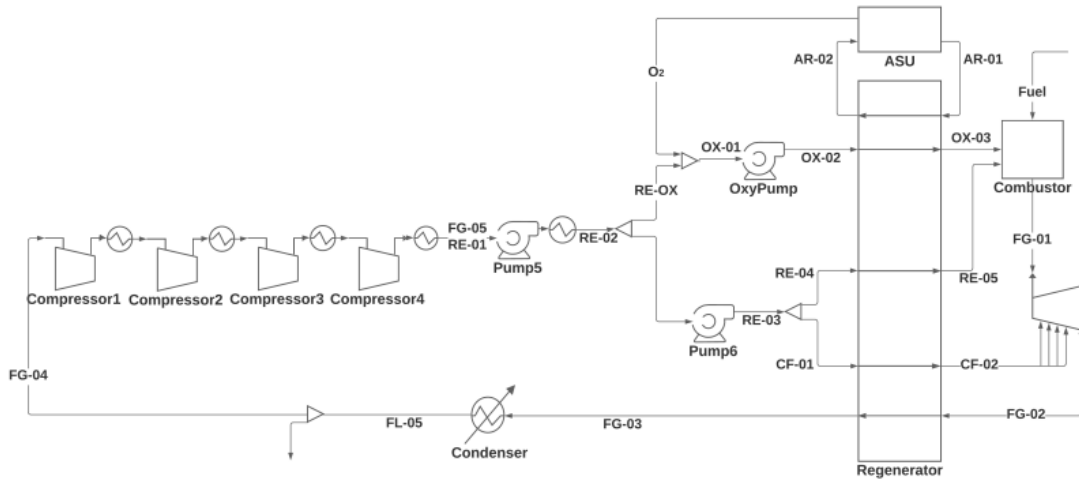 ASU
AR-02
AR-01
O2
Fuel
OX-01
OX-02
OX-03
OxyPump
Combustor
RE-OX
FG-05
RE-01
RE-02
Pump5
FG-01
Compressor1
Compressor2
Compressor3
Compressor4
RE-04
RE-05
RE-03
Pump6
CF-01
CF-02
FG-04
FL-05
FG-03
FG-02
Condenser
Regenerator